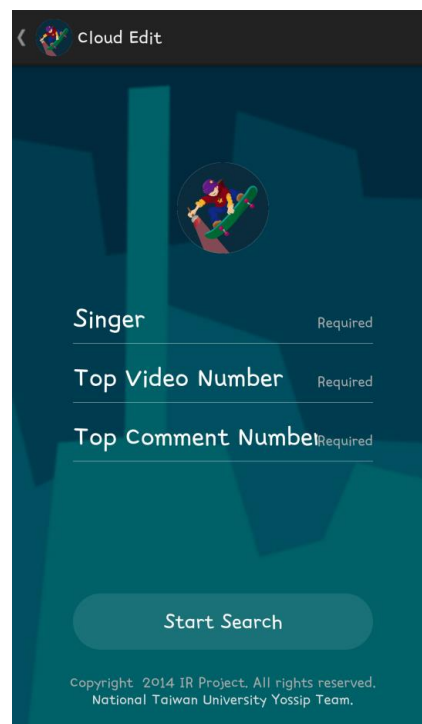 Cloud Edit
Singer Required
Top Video Number Required
Top Comment Number Required
Start Search
Copyright 2014 IR Project. All rights reserved.
National Taiwan University Yossip Team.